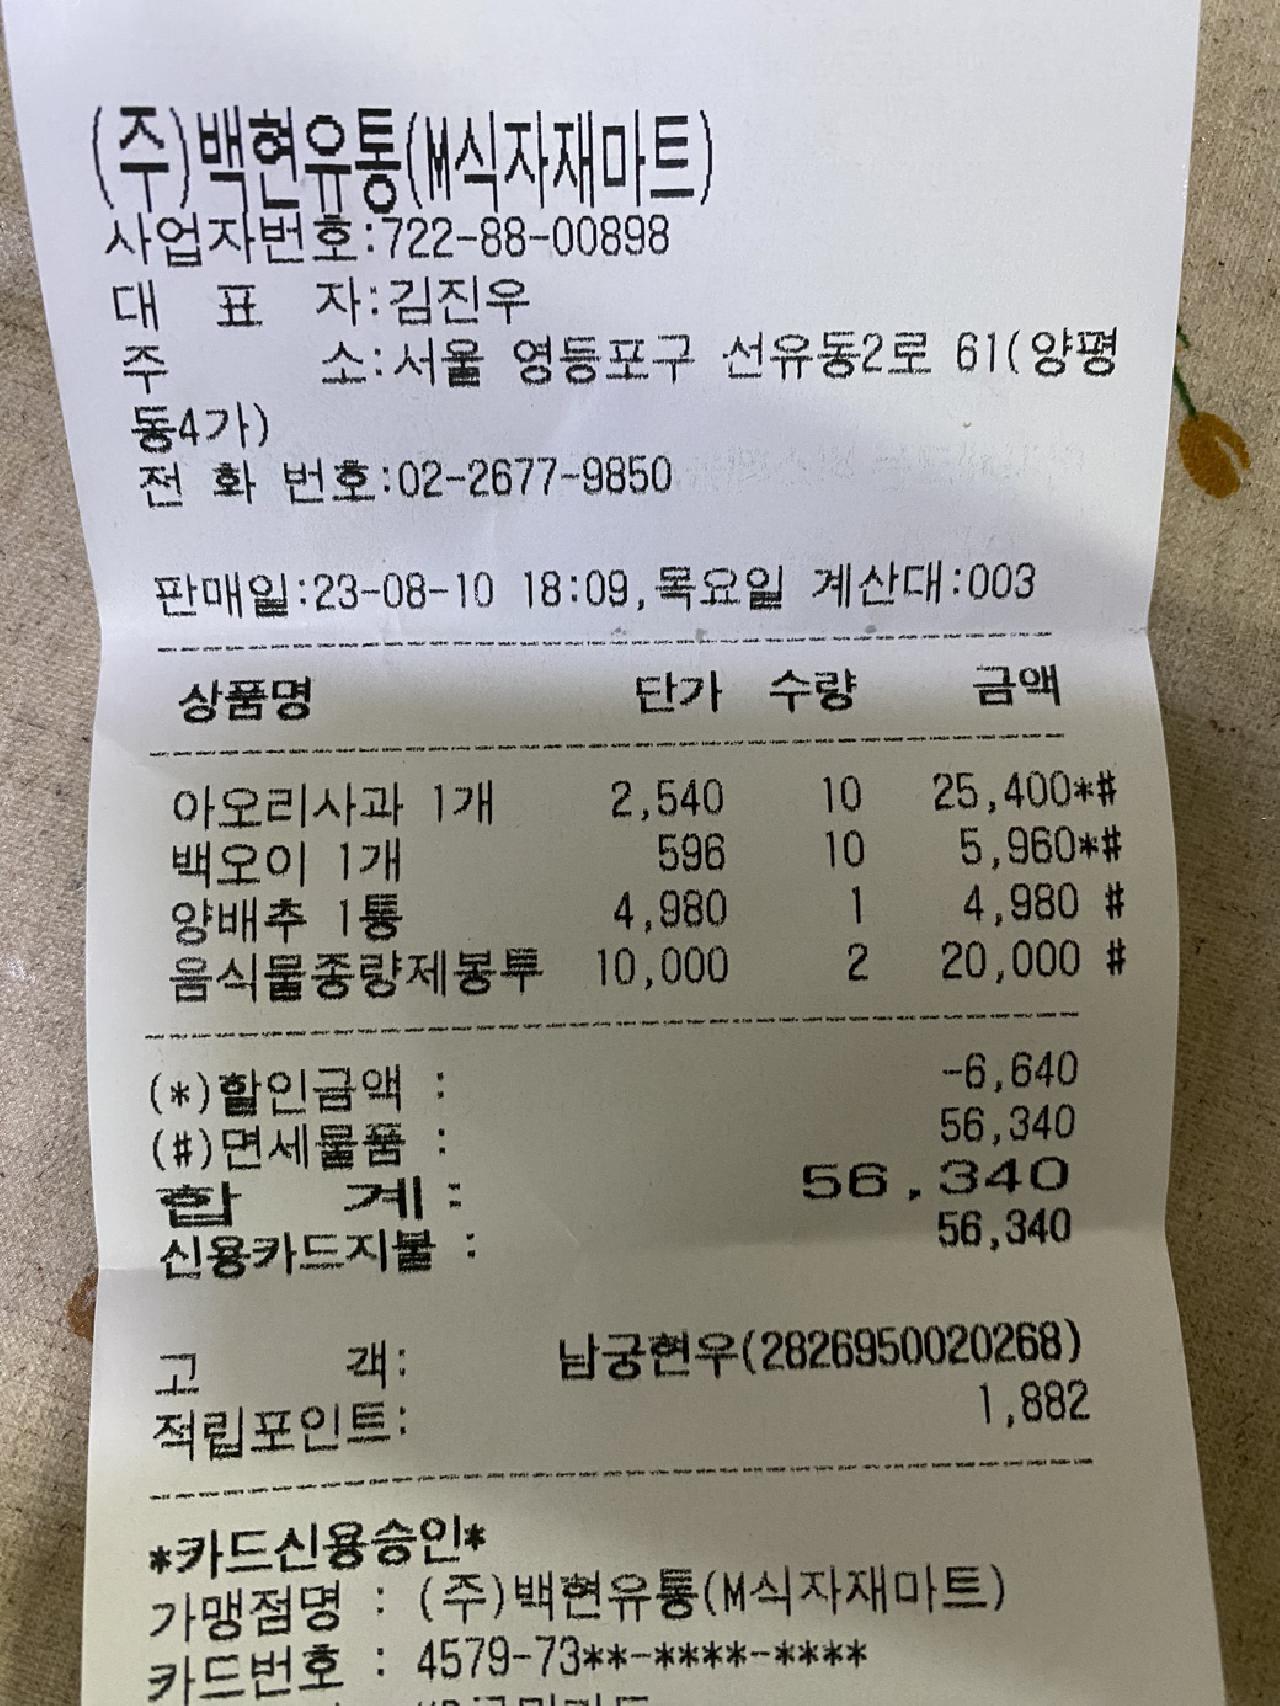 (주)백현유통(M식자재마트)
사업자번호:722-88-00898
대 표 자:김진우
주 소:서울 영등포구 선유동2로 61(양평
동4가)
전 화 번호:02-2677-9850
판매일:23-08-10 18:09,목요일 계산대:003
상품명 단가 수량 금액
아오리사과 1개 2,540 10 25,400*#
백오이 1개 596 10 5,960*#
양배추 1통 4,980 1 4,980 #
음식물종량제봉투 10,000 2 20,000 #
(*)할인금액 : -6,640
(#)면세물품 : 56,340
합 계: 56,340
신용카드지불 : 56,340
고 객: 남궁현우(2826950020268)
적립포인트: 1,882
*카드신용승인*
가맹점명 : (주)백현유통(M식자재마트)
카드번호 : 4579-73**-****-****